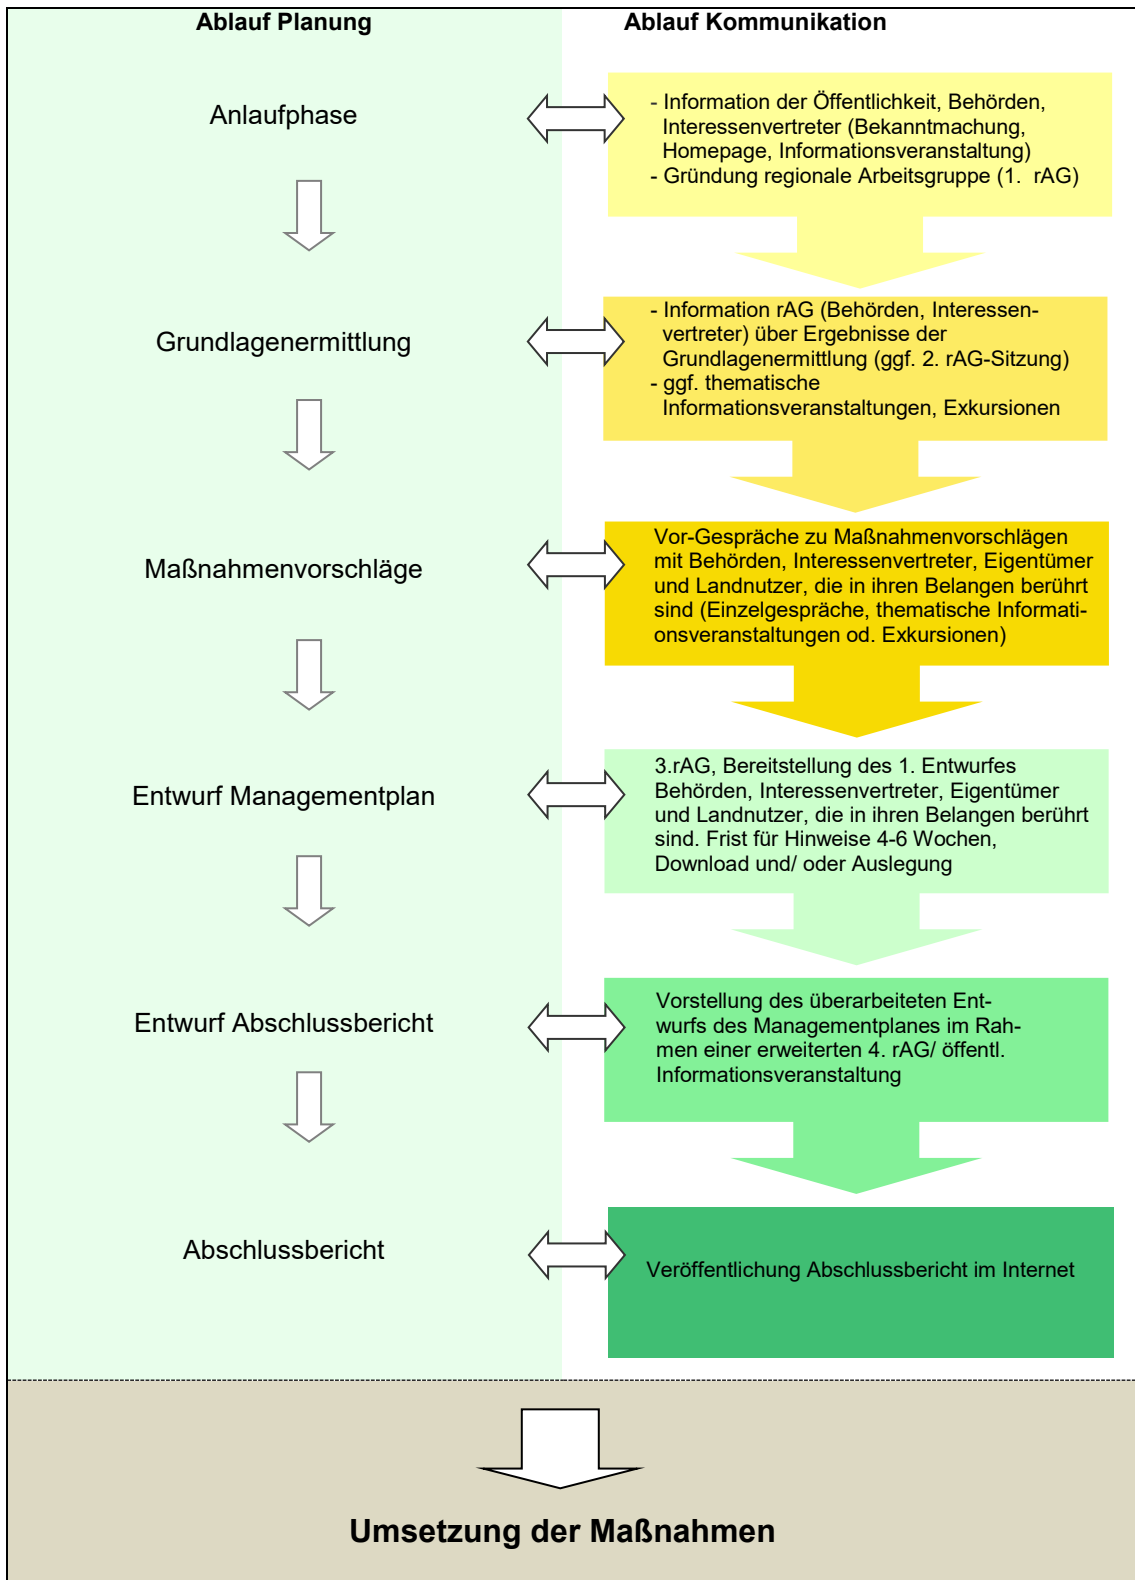 Ablauf Planung
Ablauf Kommunikation
Anlaufphase
- Information der Öffentlichkeit, Behörden,
Interessenvertreter (Bekanntmachung,
Homepage, Informationsveranstaltung)
- Gründung regionale Arbeitsgruppe (1. rAG)
Grundlagenermittlung
- Information rAG (Behörden, Interessen-
vertreter) über Ergebnisse der
Grundlagenermittlung (ggf. 2. rAG-Sitzung)
- ggf. thematische
Informationsveranstaltungen, Exkursionen
Maßnahmenvorschläge
Vor-Gespräche zu Maßnahmenvorschlägen
mit Behörden, Interessenvertreter, Eigentümer
und Landnutzer, die in ihren Belangen berührt
sind (Einzelgespräche, thematische Informati-
onsveranstaltungen od. Exkursionen)
Entwurf Managementplan
3.rAG, Bereitstellung des 1. Entwurfes
Behörden, Interessenvertreter, Eigentümer
und Landnutzer, die in ihren Belangen berührt
sind. Frist für Hinweise 4-6 Wochen,
Download und/ oder Auslegung
Entwurf Abschlussbericht
Vorstellung des überarbeiteten Ent-
wurfs des Managementplanes im Rah-
men einer erweiterten 4. rAG/ öffentl.
Informationsveranstaltung
Abschlussbericht
Veröffentlichung Abschlussbericht im Internet
Umsetzung der Maßnahmen